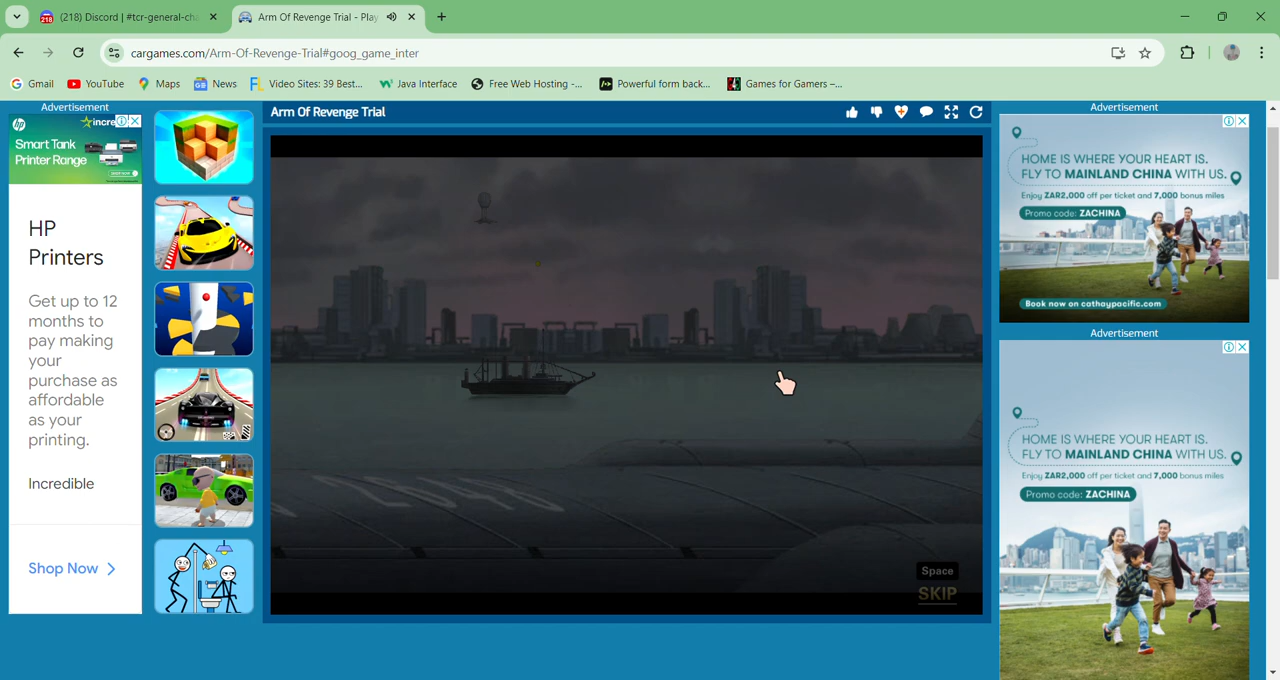 218
(218) Discord | #tcr-general-ch
Arm Of Revenge Trial - Play
cargames.com/Arm-Of-Revenge-Trial#goog_game_inter
Gmail
YouTube
Maps
News
Video Sites: 39 Best...
Java Interface
Free Web Hosting -...
Powerful form back...
Games for Gamers –...
Advertisement
hp
Smart Tank
Printer Range
incre
HP
Printers
Get up to 12
months to
pay making
your
purchase as
affordable
as your
printing.
Incredible
Shop Now
Arm Of Revenge Trial
Space
SKIP
Advertisement
HOME IS WHERE YOUR HEART IS.
FLY TO MAINLAND CHINA WITH US.
Enjoy ZAR2,000 off per ticket and 7,000 bonus miles
Promo code: ZACHINA
Book now on cathaypacific.com
Advertisement
HOME IS WHERE YOUR HEART IS.
FLY TO MAINLAND CHINA WITH US.
Enjoy ZAR2,000 off per ticket and 7,000 bonus miles
Promo code: ZACHINA